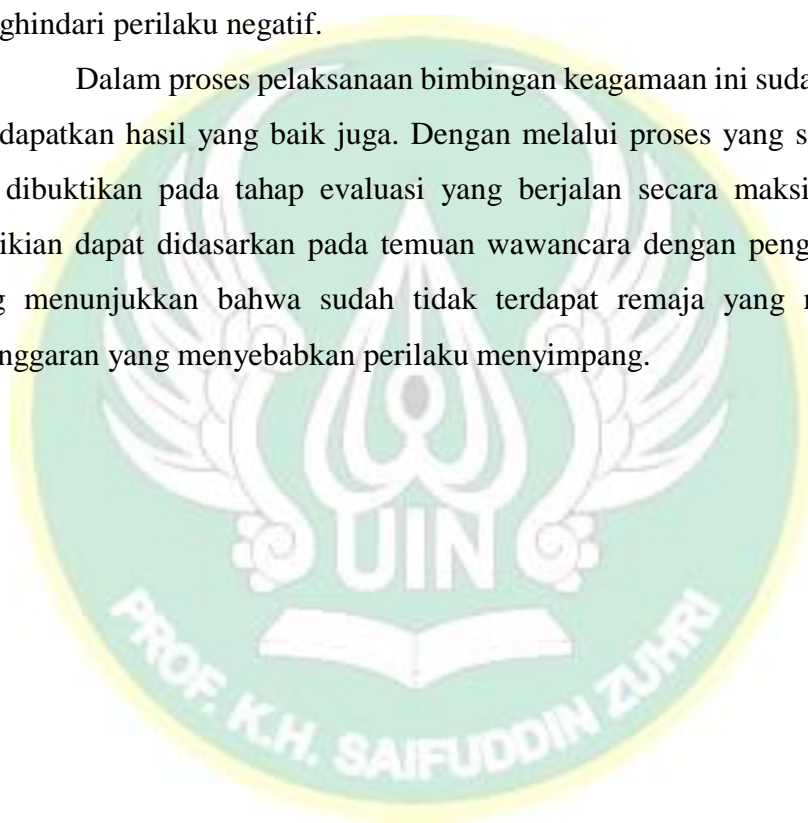 ghindari perilaku negatif.
Dalam proses pelaksanaan bimbingan keagamaan ini suda
dapatkan hasil yang baik juga. Dengan melalui proses yang s
dibuktikan pada tahap evaluasi yang berjalan secara maksi
ikian dapat didasarkan pada temuan wawancara dengan peng
g menunjukkan bahwa sudah tidak terdapat remaja yang m
nggaran yang menyebabkan perilaku menyimpang.
UIN
PROF. K.H. SAIFUDDIN ZUHRI